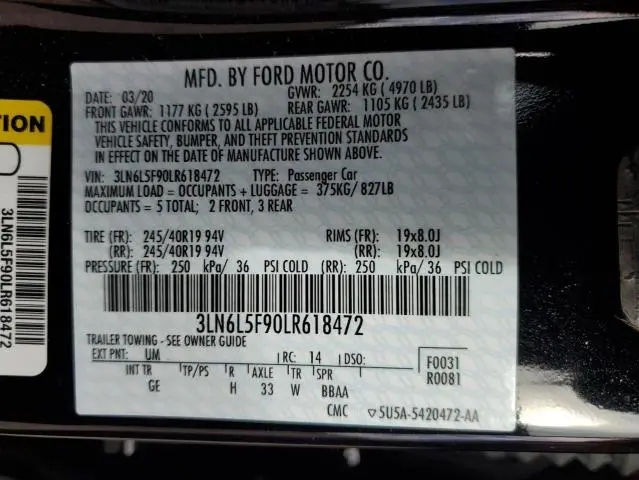 MFD. BY FORD MOTOR CO.
DATE: 03/20 GVWR: 2254 KG ( 4970 LB)
FRONT GAWR: 1177 KG ( 2595 LB) REAR GAWR: 1105 KG ( 2435 LB)
THIS VEHICLE CONFORMS TO ALL APPLICABLE FEDERAL MOTOR
VEHICLE SAFETY, BUMPER, AND THEFT PREVENTION STANDARDS
IN EFFECT ON THE DATE OF MANUFACTURE SHOWN ABOVE.
VIN: 3LN6L5F90LR618472 TYPE: Passenger Car
MAXIMUM LOAD = OCCUPANTS + LUGGAGE = 375KG/ 827LB
OCCUPANTS = 5 TOTAL; 2 FRONT, 3 REAR
TIRE (FR): 245/40R19 94V RIMS (FR): 19x8.0J
(RR): 245/40R19 94V (RR): 19x8.0J
PRESSURE (FR): 250 kPa/ 36 PSI COLD (RR): 250 kPa/ 36 PSI COLD
3LN6L5F90LR618472
TRAILER TOWING - SEE OWNER GUIDE
EXT PNT: UM RC: 14 DSO: F0031
INT TR TP/PS R AXLE TR SPR R0081
GE H 33 W BBAA
CMC ▽5U5A-5420472-AA
TION
3LN6L5F90LR618472